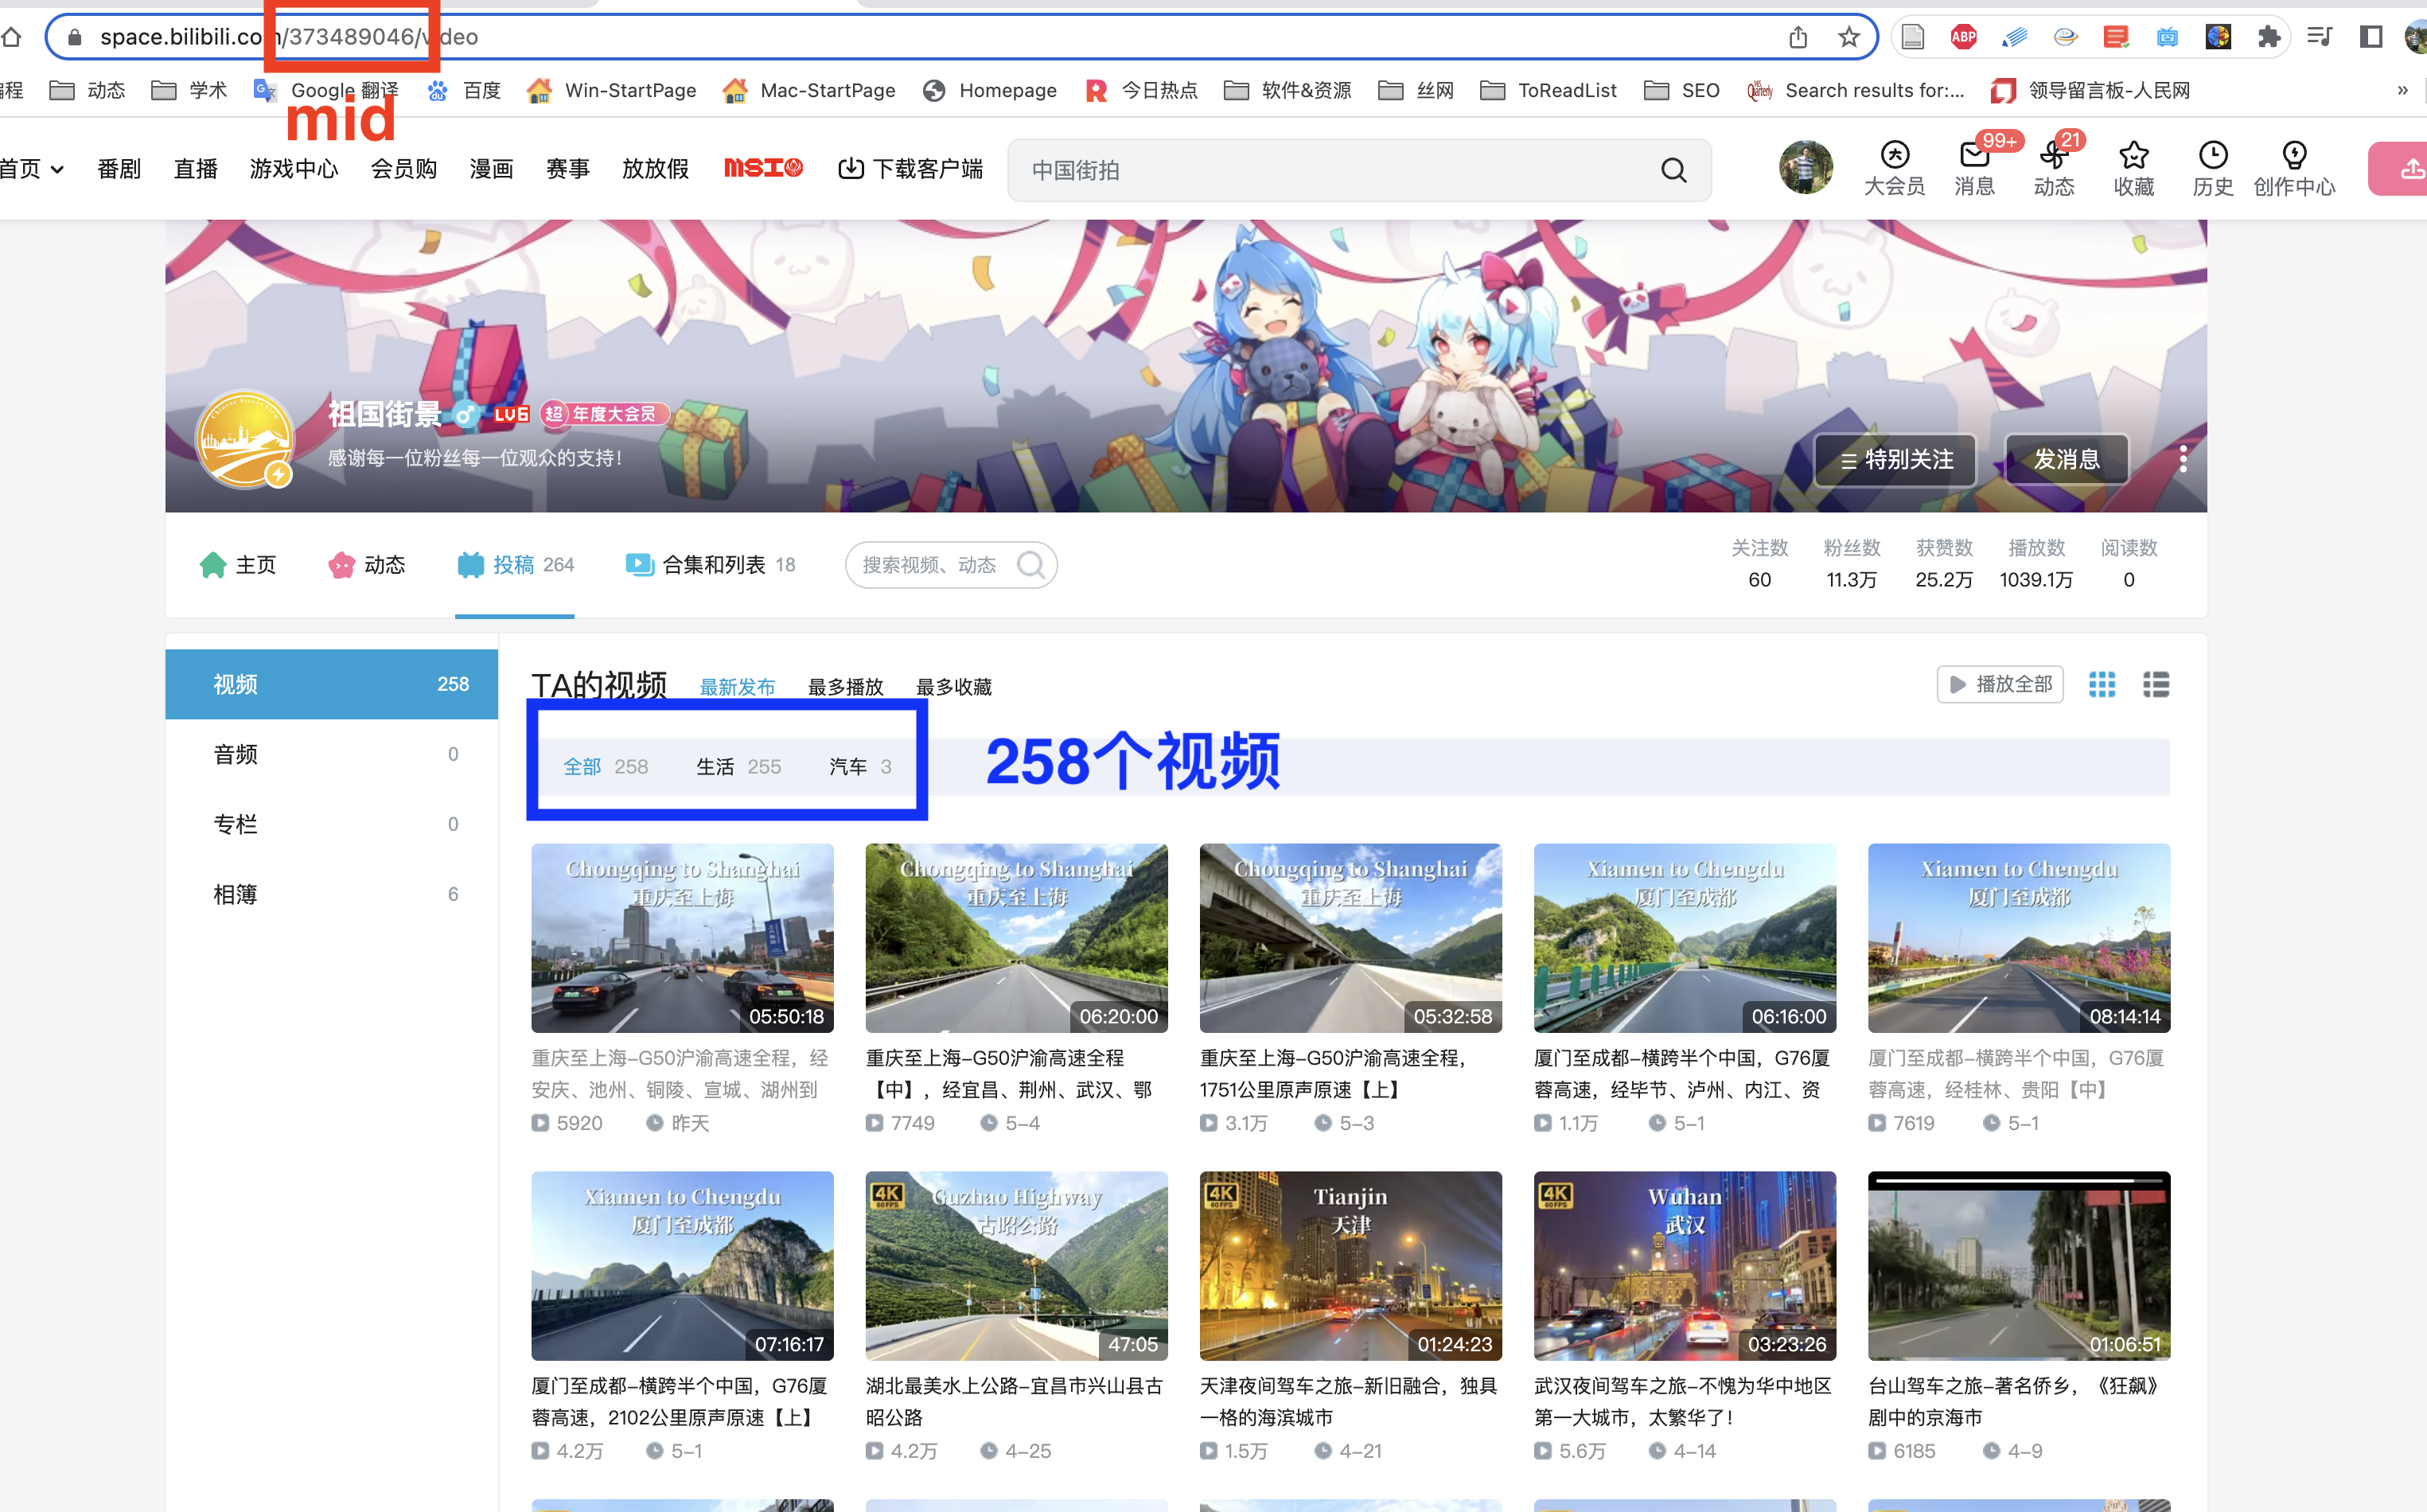 space.bilibili.com/373489046/video
ABP
编程 动态 学术 Google 翻译 百度 Win-StartPage Mac-StartPage Homepage 今日热点 软件&资源 丝网 ToReadList SEO Search results for:... 领导留言板-人民网 »
mid
首页 番剧 直播 游戏中心 会员购 漫画 赛事 放放假 MSI 下载客户端 中国街拍 大会员 99+ 消息 21 动态 收藏 历史 创作中心
祖国街景 LV6 超 年度大会员
感谢每一位粉丝每一位观众的支持!
特别关注 发消息
主页 动态 投稿 264 合集和列表 18 搜索视频、动态
关注数 粉丝数 获赞数 播放数 阅读数
60 11.3万 25.2万 1039.1万 0
视频 258
音频 0
专栏 0
相簿 6
TA的视频 最新发布 最多播放 最多收藏 播放全部
全部 258 生活 255 汽车 3
258个视频
Chongqing to Shanghai
重庆至上海
05:50:18
重庆至上海-G50沪渝高速全程，经
安庆、池州、铜陵、宣城、湖州到
5920 昨天
Chongqing to Shanghai
重庆至上海
06:20:00
重庆至上海-G50沪渝高速全程
【中】，经宜昌、荆州、武汉、鄂
7749 5-4
Chongqing to Shanghai
重庆至上海
05:32:58
重庆至上海-G50沪渝高速全程，
1751公里原声原速【上】
3.1万 5-3
Xiamen to Chengdu
厦门至成都
06:16:00
厦门至成都-横跨半个中国，G76厦
蓉高速，经毕节、泸州、内江、资
1.1万 5-1
Xiamen to Chengdu
厦门至成都
08:14:14
厦门至成都-横跨半个中国，G76厦
蓉高速，经桂林、贵阳【中】
7619 5-1
Xiamen to Chengdu
厦门至成都
07:16:17
厦门至成都-横跨半个中国，G76厦
蓉高速，2102公里原声原速【上】
4.2万 5-1
4K
60 FPS
Guzhao Highway
古昭公路
47:05
湖北最美水上公路-宜昌市兴山县古
昭公路
4.2万 4-25
4K
60 FPS
Tianjin
天津
01:24:23
天津夜间驾车之旅-新旧融合，独具
一格的海滨城市
1.5万 4-21
4K
60 FPS
Wuhan
武汉
03:23:26
武汉夜间驾车之旅-不愧为华中地区
第一大城市，太繁华了！
5.6万 4-14
01:06:51
台山驾车之旅-著名侨乡，《狂飙》
剧中的京海市
6185 4-9